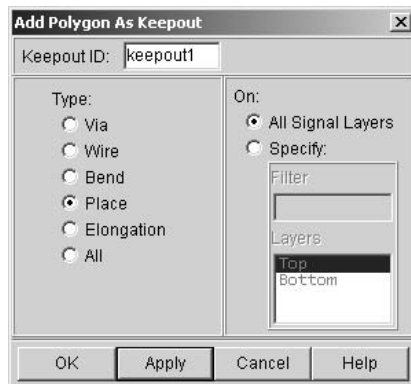 Add Polygon As Keepout
Keepout ID: keepout1
Type:
Via
Wire
Bend
Place
Elongation
All
On:
All Signal Layers
Specify:
Filter
Layers
Top
Bottom
OK Apply Cancel Help